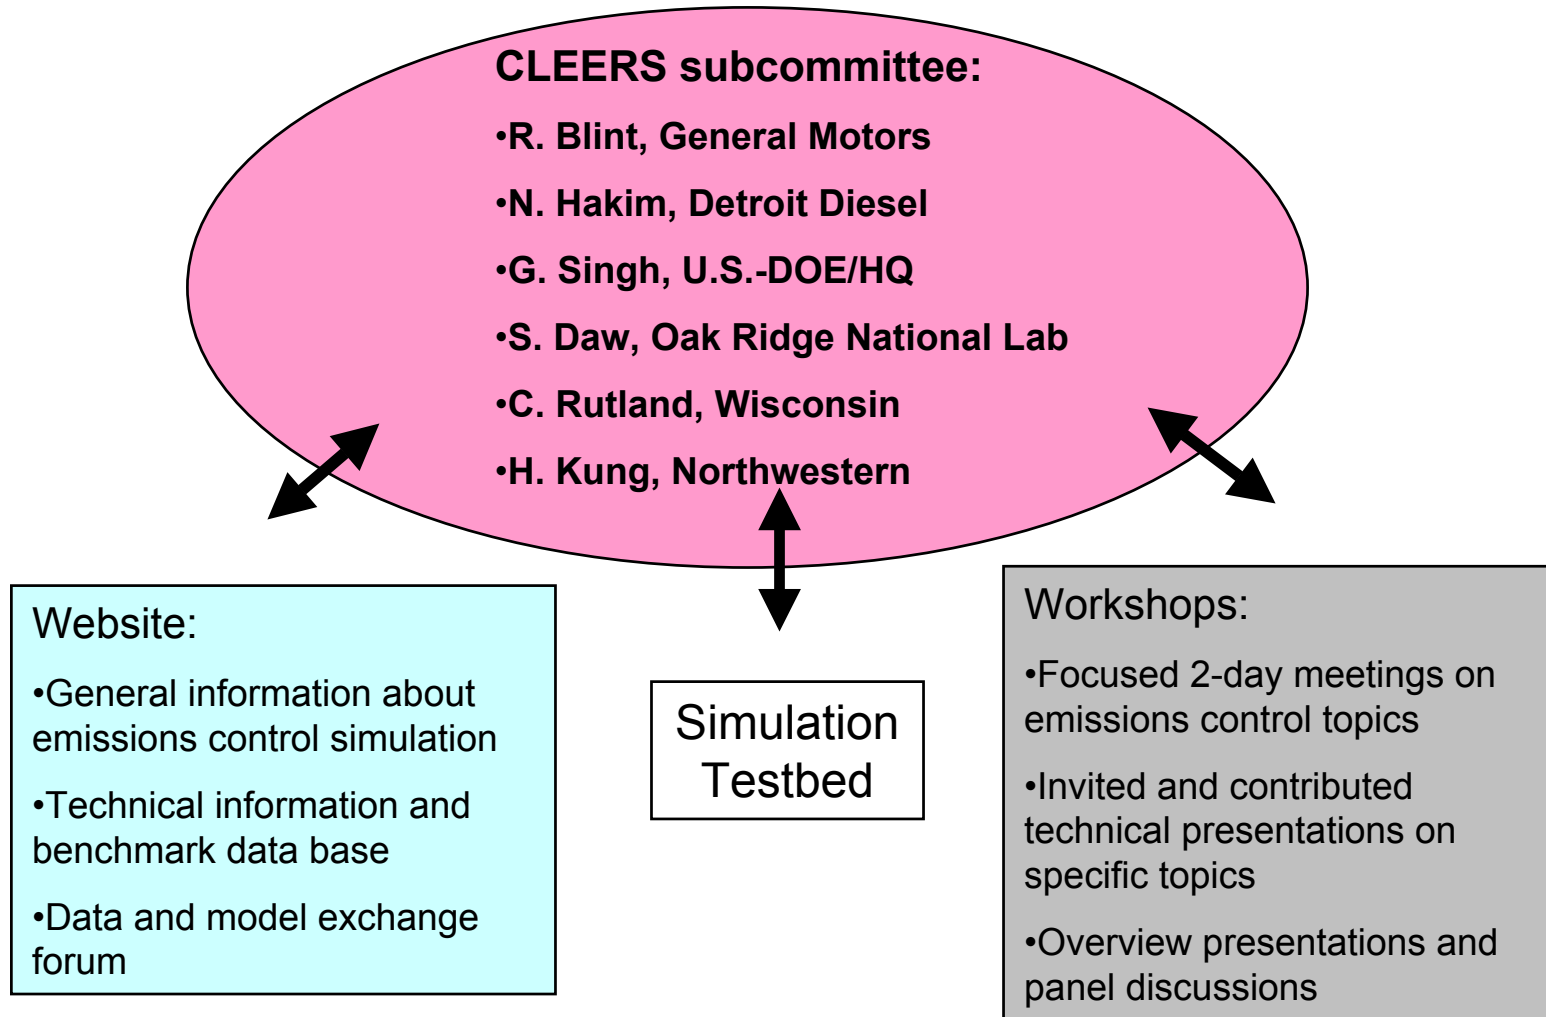 CLEERS subcommittee:
•R. Blint, General Motors
•N. Hakim, Detroit Diesel
•G. Singh, U.S.-DOE/HQ
•S. Daw, Oak Ridge National Lab
•C. Rutland, Wisconsin
•H. Kung, Northwestern
Website:
•General information about
emissions control simulation
•Technical information and
benchmark data base
•Data and model exchange
forum
Simulation
Testbed
Workshops:
•Focused 2-day meetings on
emissions control topics
•Invited and contributed
technical presentations on
specific topics
•Overview presentations and
panel discussions